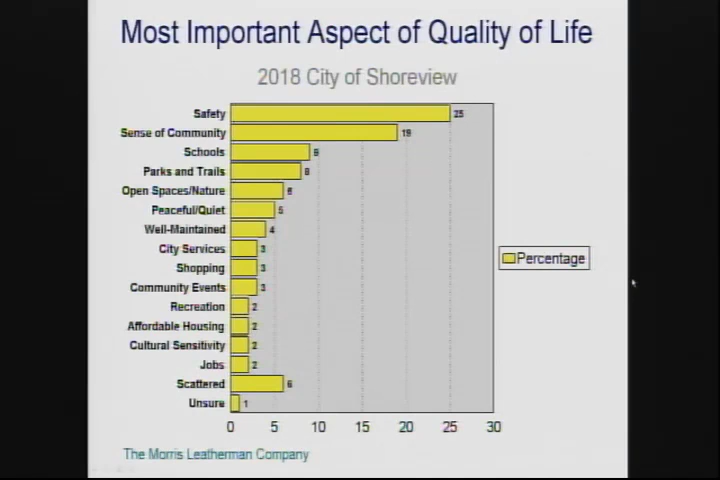 Most Important Aspect of Quality of Life
2018 City of Shoreview
Safety 25
Sense of Community 19
Schools 9
Parks and Trails 8
Open Spaces/Nature 6
Peaceful/Quiet 5
Well-Maintained 4
City Services 3
Shopping 3
Community Events 3
Recreation 2
Affordable Housing 2
Cultural Sensitivity 2
Jobs 2
Scattered 6
Unsure 1
Percentage
0 5 10 15 20 25 30
The Morris Leatherman Company